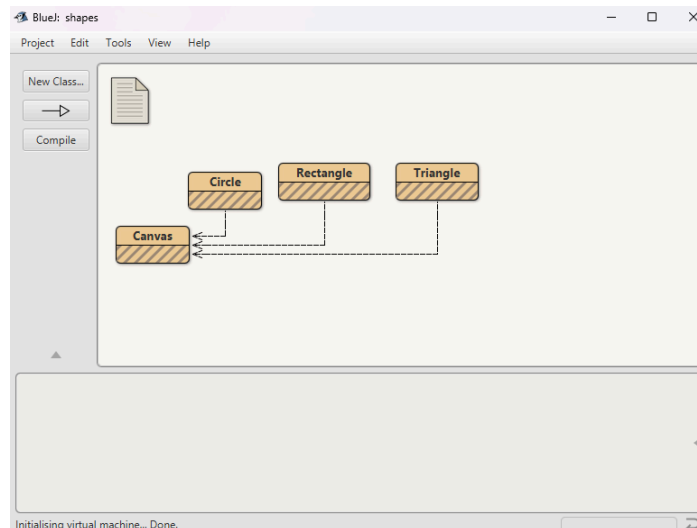 BlueJ: shapes
Project Edit Tools View Help
New Class...
Compile
Circle
Rectangle
Triangle
Canvas
Initialising virtual machine... Done.